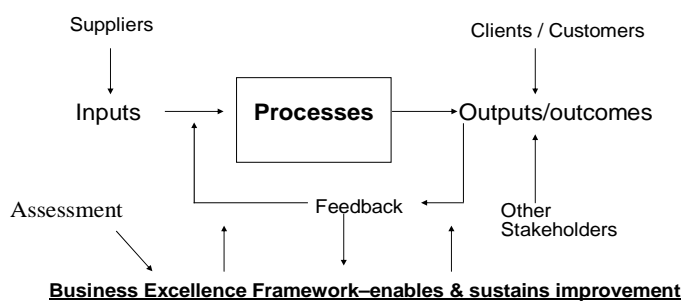 Suppliers
Clients / Customers
Inputs
Processes
Outputs/outcomes
Assessment
Feedback
Other
Stakeholders
Business Excellence Framework–enables & sustains improvement